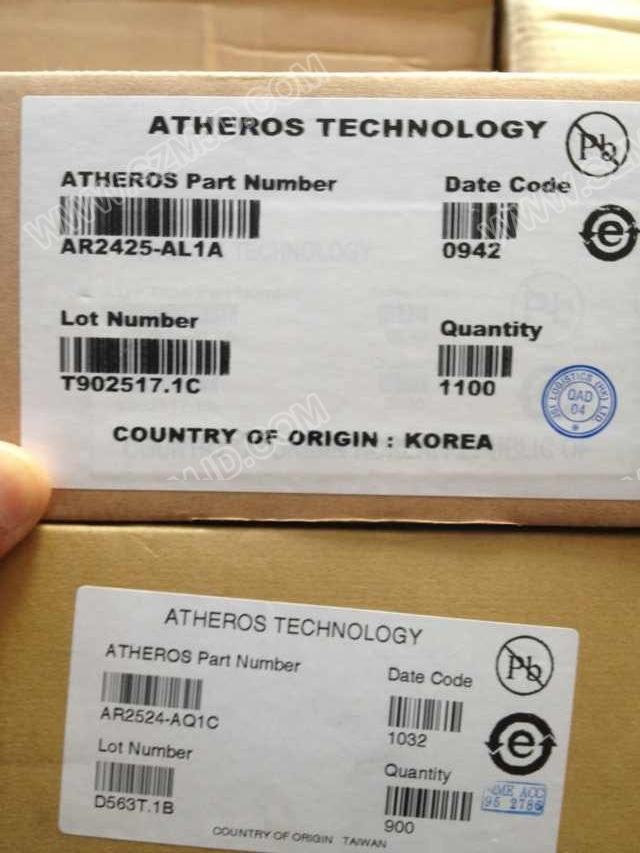 ATHEROS TECHNOLOGY
Pb
ATHEROS Part Number
Date Code
AR2425-AL1A
0942
e
Lot Number
Quantity
T902517.1C
1100
QAD
04
COUNTRY OF ORIGIN : KOREA
ATHEROS TECHNOLOGY
Pb
ATHEROS Part Number
Date Code
AR2524-AQ1C
1032
e
Lot Number
Quantity
D563T.1B
900
95 2786
COUNTRY OF ORIGIN TAIWAN